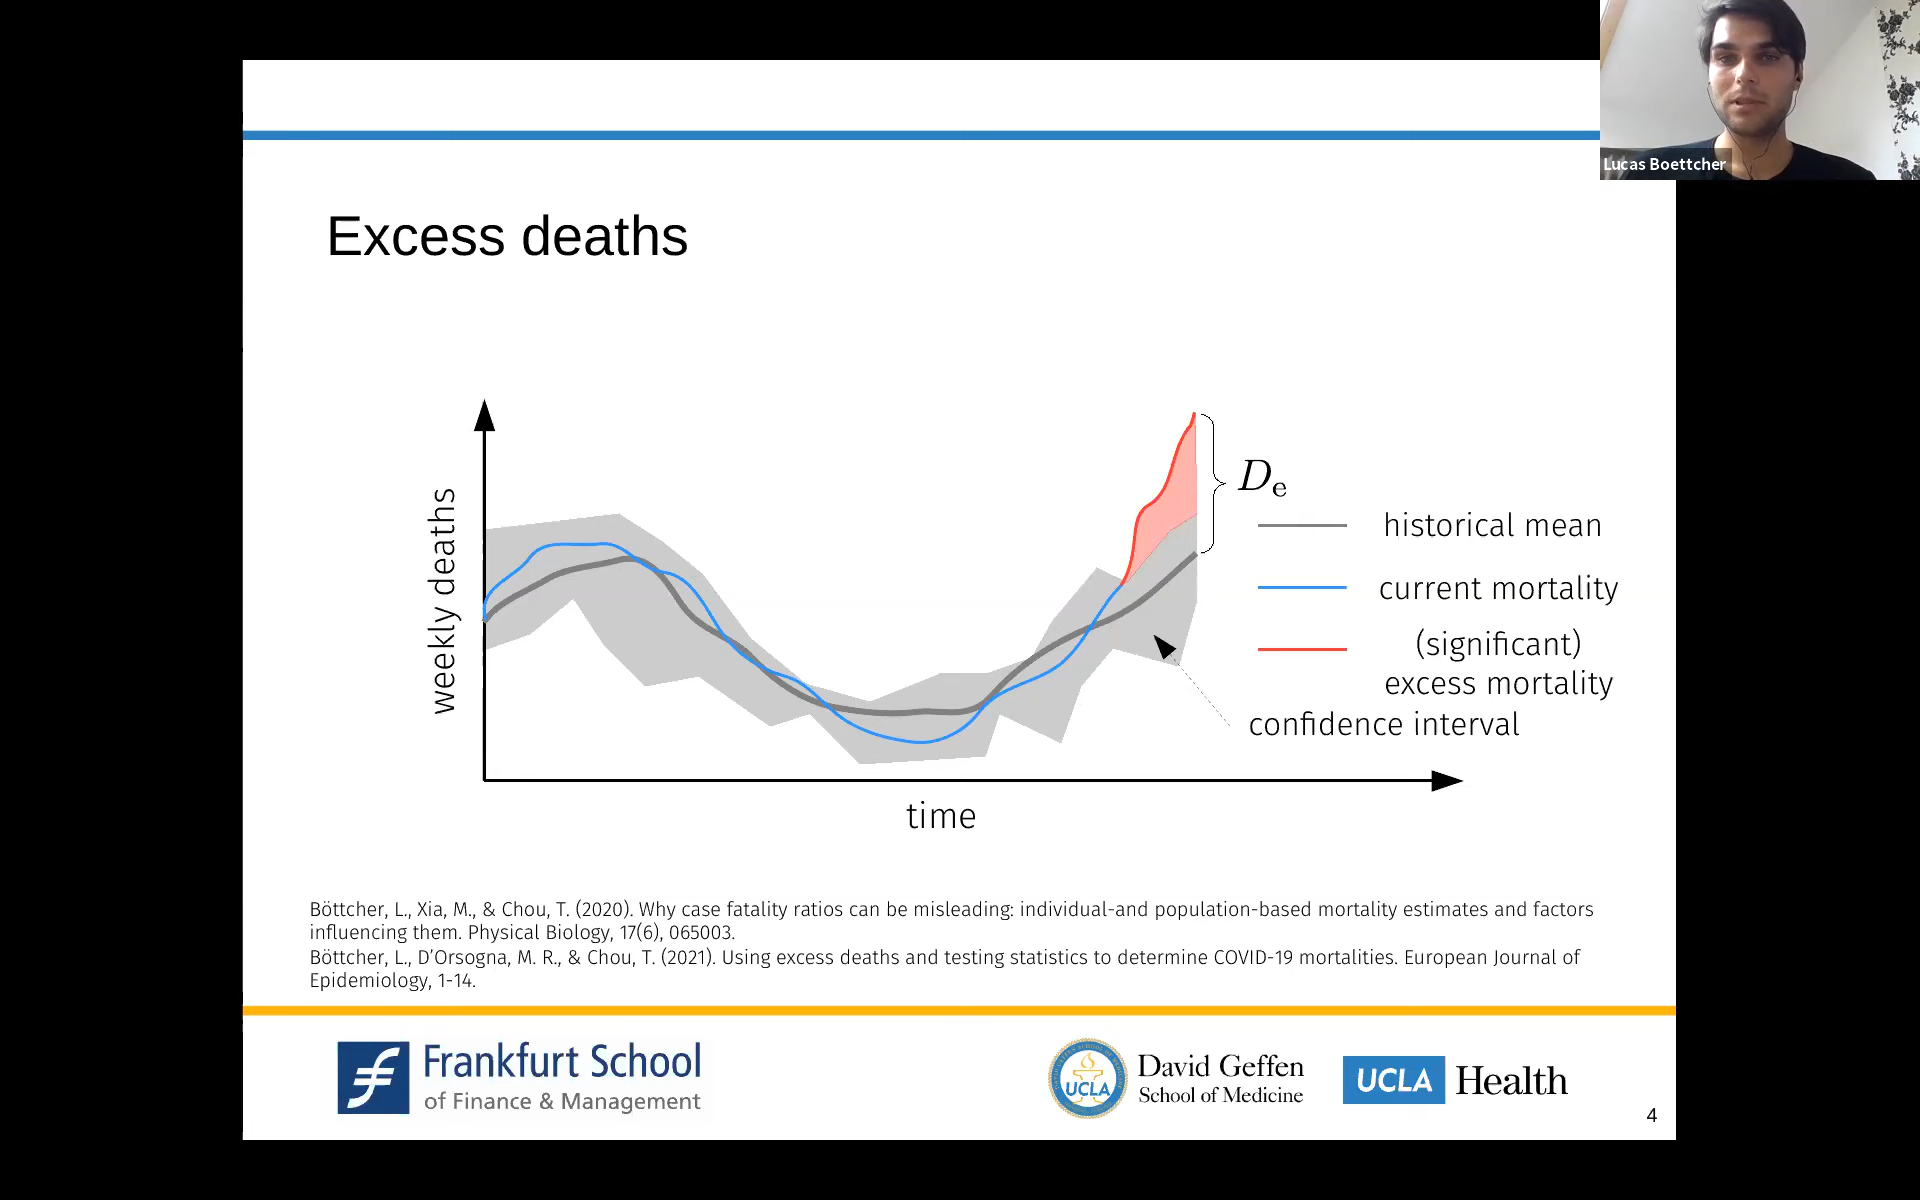 Lucas Boettcher
Excess deaths
weekly deaths
D_e
historical mean
current mortality
(significant)
excess mortality
confidence interval
time
Böttcher, L., Xia, M., & Chou, T. (2020). Why case fatality ratios can be misleading: individual-and population-based mortality estimates and factors
influencing them. Physical Biology, 17(6), 065003.
Böttcher, L., D’Orsogna, M. R., & Chou, T. (2021). Using excess deaths and testing statistics to determine COVID-19 mortalities. European Journal of
Epidemiology, 1-14.
Frankfurt School
of Finance & Management
UCLA
David Geffen
School of Medicine
UCLA Health
4